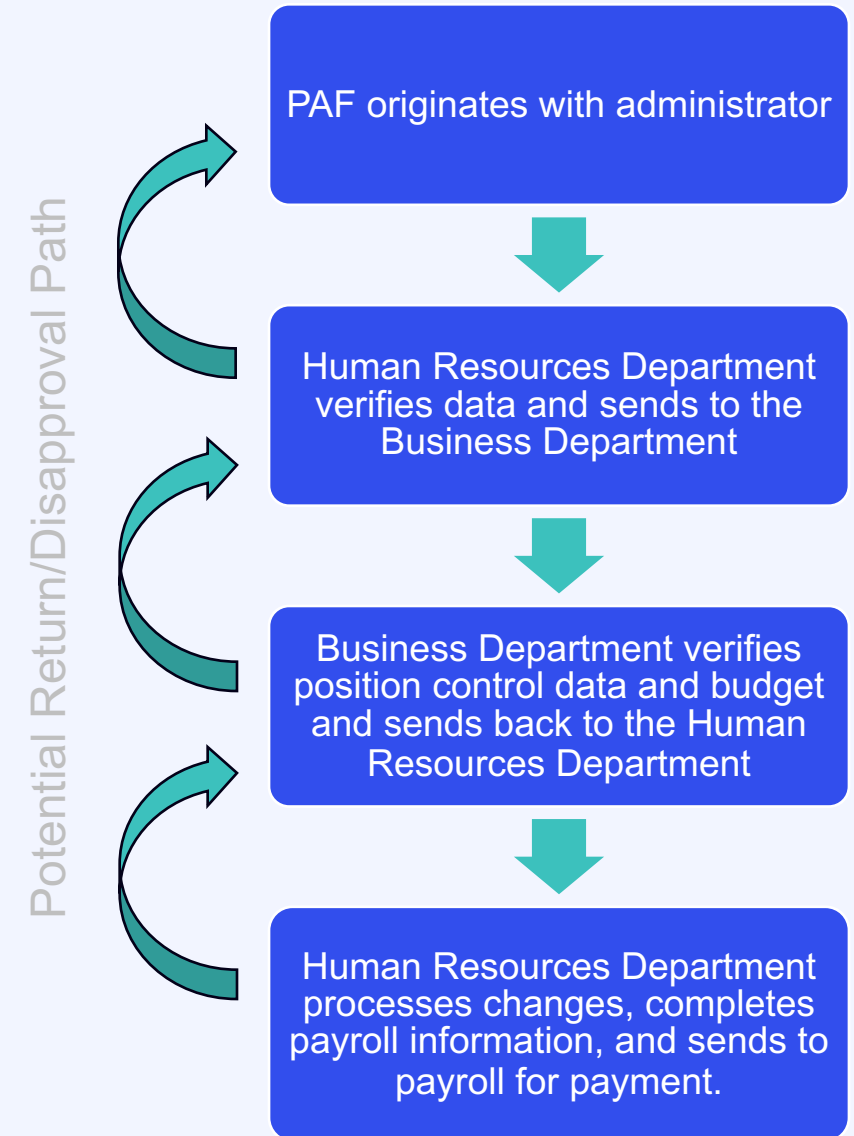 PAF originates with administrator
Potential Return/Disapproval Path
Human Resources Department
verifies data and sends to the
Business Department
Business Department verifies
position control data and budget
and sends back to the Human
Resources Department
Human Resources Department
processes changes, completes
payroll information, and sends to
payroll for payment.